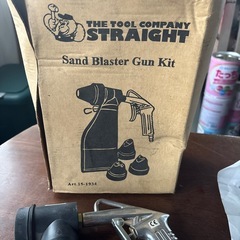 THE TOOL COMPANY
STRAIGHT
Sand Blaster Gun Kit